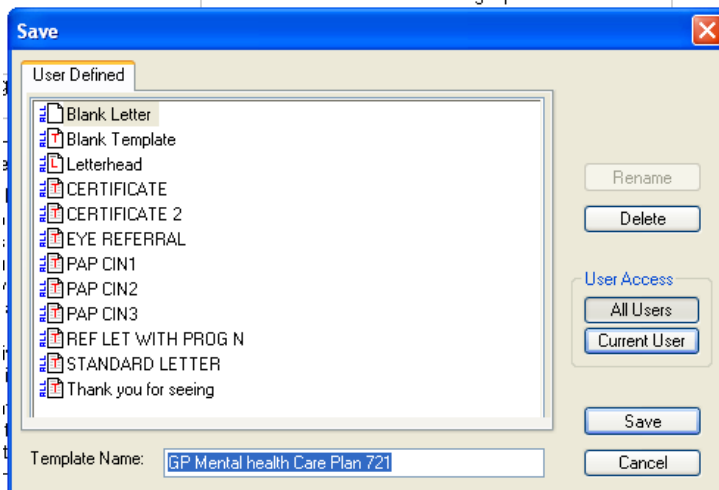 Save
User Defined
Blank Letter
Blank Template
Letterhead
CERTIFICATE
CERTIFICATE 2
EYE REFERRAL
PAP CIN1
PAP CIN2
PAP CIN3
REF LET WITH PROG N
STANDARD LETTER
Thank you for seeing
Rename
Delete
User Access
All Users
Current User
Save
Template Name: GP Mental health Care Plan 721
Cancel